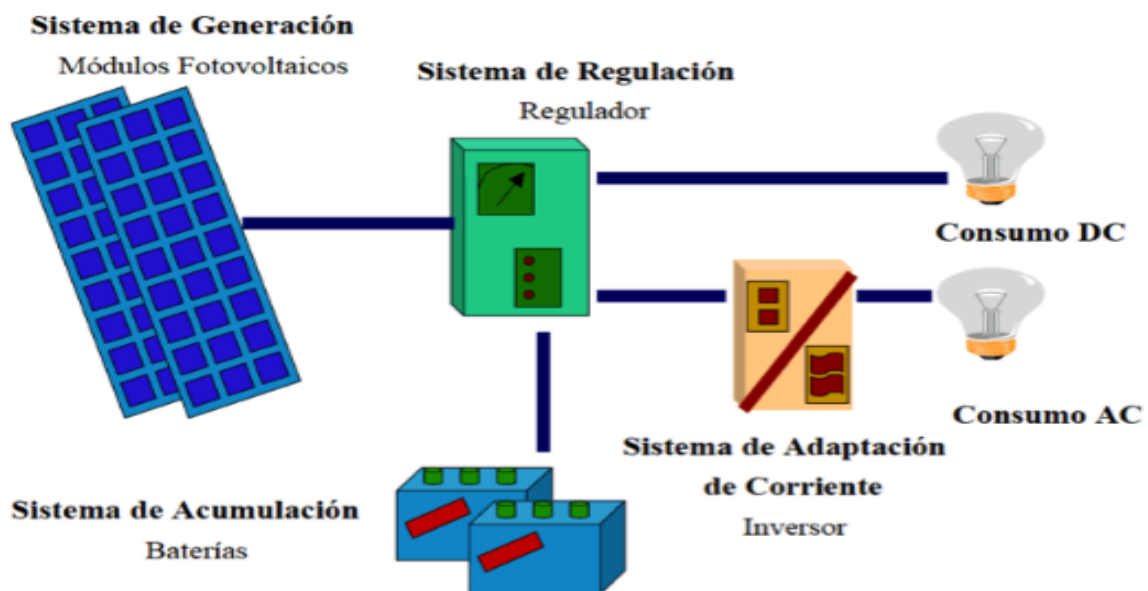 Sistema de Generación
Módulos Fotovoltaicos
Sistema de Regulación
Regulador
Consumo DC
Consumo AC
Sistema de Adaptación
de Corriente
Inversor
Sistema de Acumulación
Baterías